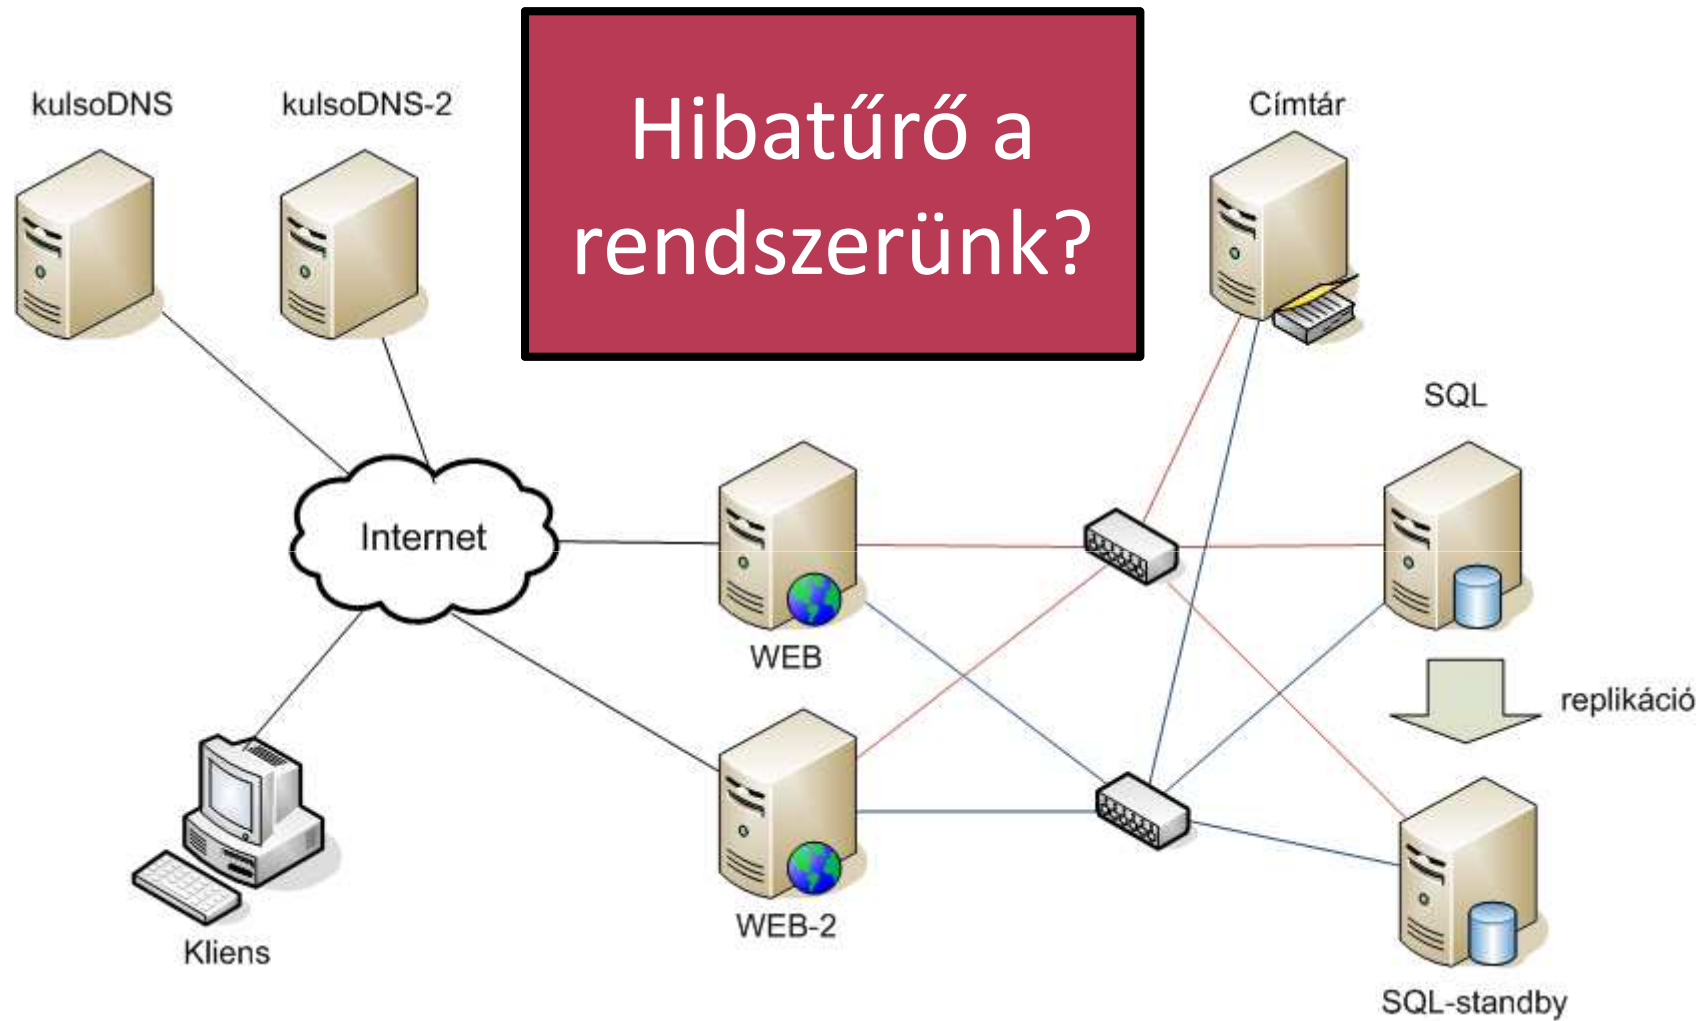 kulsoDNS
kulsoDNS-2
Hibatűrő a
rendszerünk?
Címtár
SQL
Internet
WEB
replikáció
WEB-2
Kliens
SQL-standby